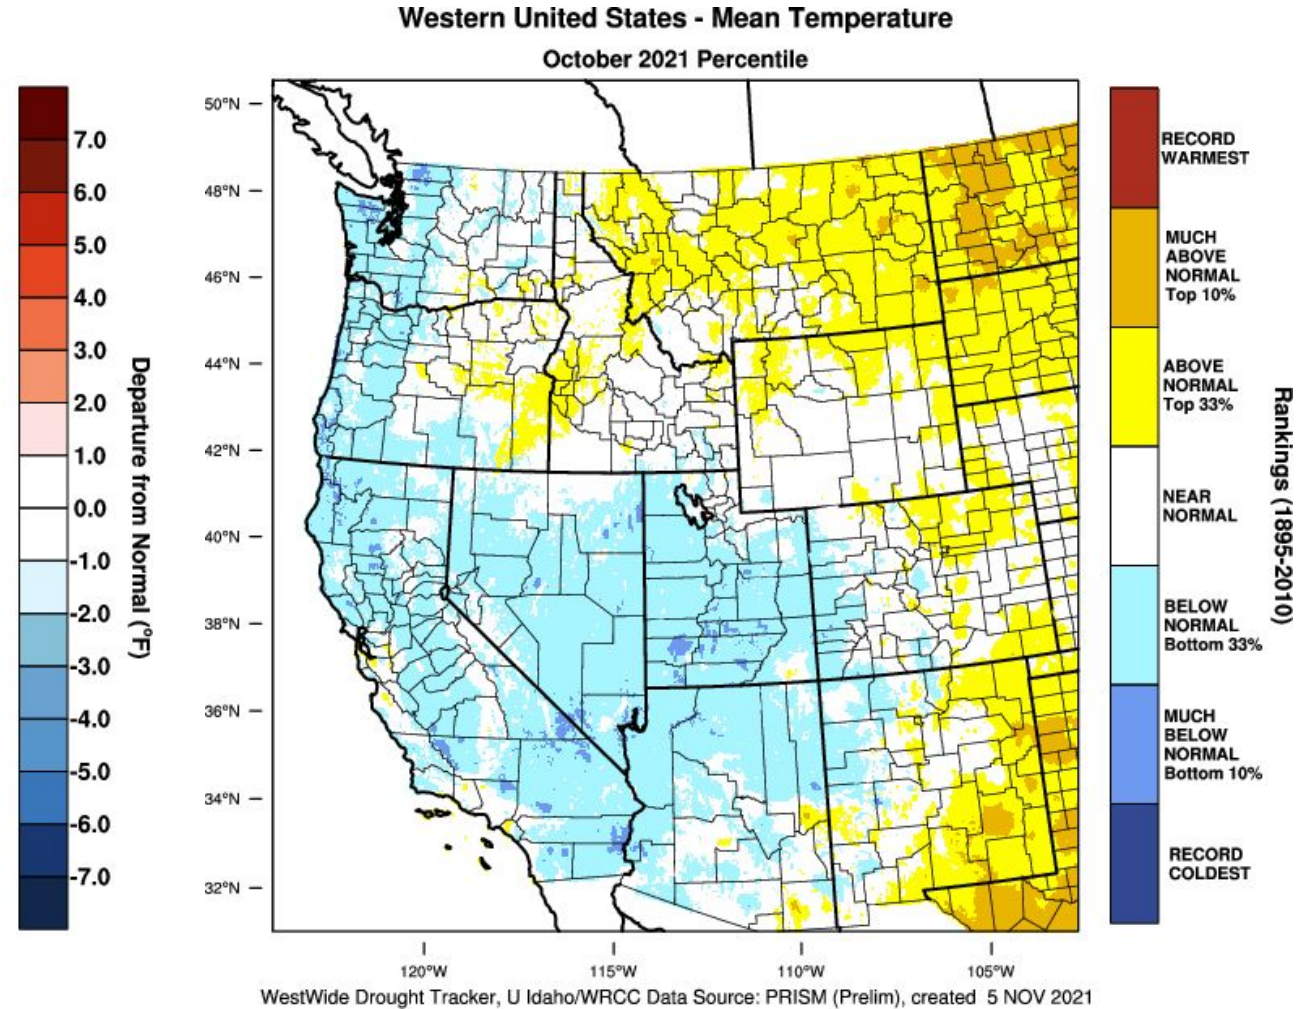 Western United States - Mean Temperature
October 2021 Percentile
7.0
6.0
5.0
4.0
3.0
2.0
1.0
0.0
-1.0
-2.0
-3.0
-4.0
-5.0
-6.0
-7.0
Departure from Normal (°F)
50°N
48°N
46°N
44°N
42°N
40°N
38°N
36°N
34°N
32°N
120°W
115°W
110°W
105°W
RECORD
WARMEST
MUCH
ABOVE
NORMAL
Top 10%
ABOVE
NORMAL
Top 33%
NEAR
NORMAL
BELOW
NORMAL
Bottom 33%
MUCH
BELOW
NORMAL
Bottom 10%
RECORD
COLDEST
Rankings (1895-2010)
WestWide Drought Tracker, U Idaho/WRCC Data Source: PRISM (Prelim), created 5 NOV 2021